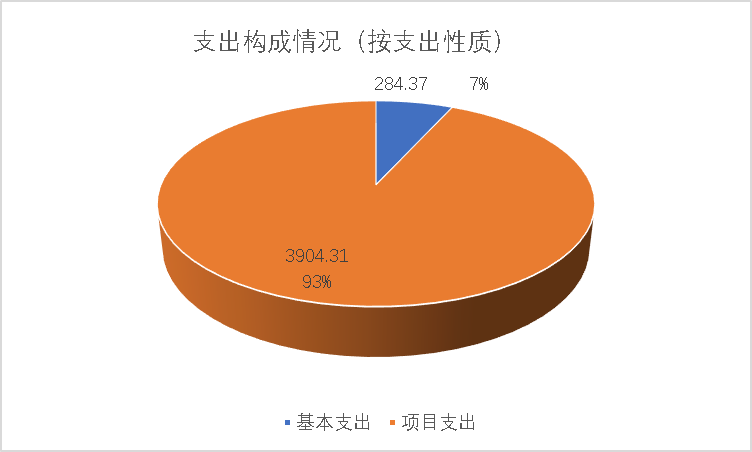 支出构成情况（按支出性质）
284.37 7%
3904.31
93%
基本支出 项目支出